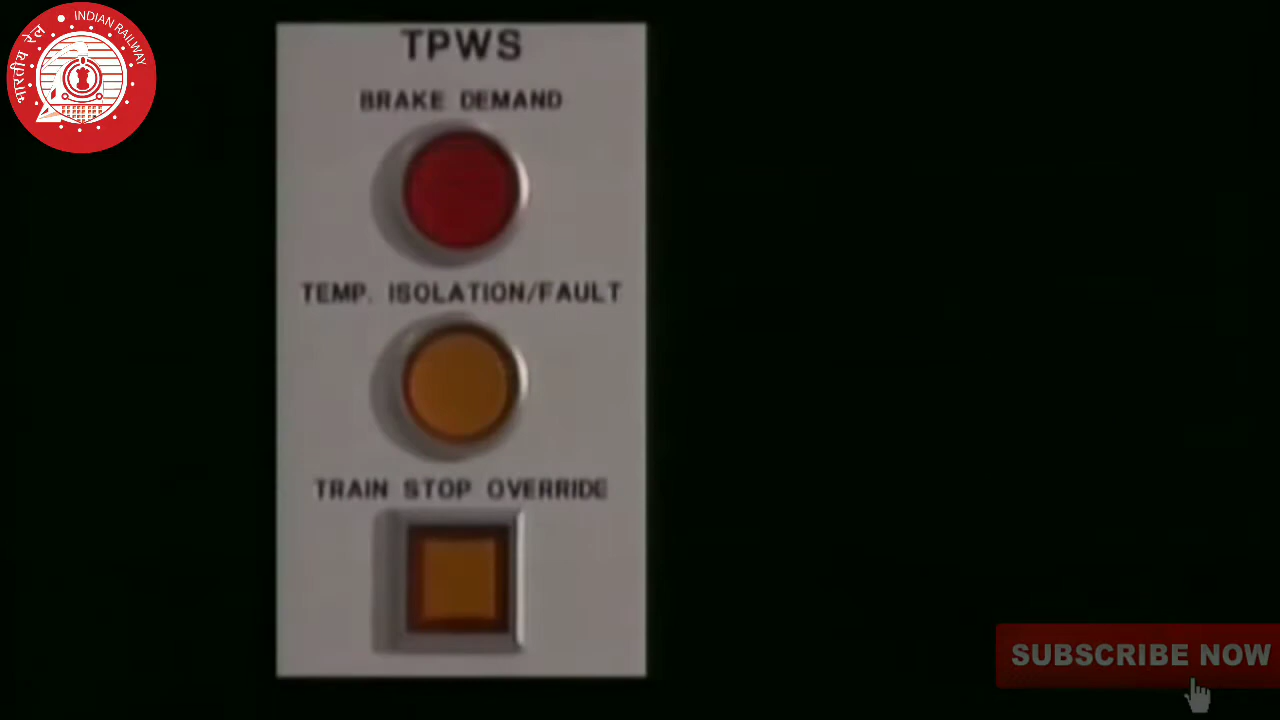 भारतीय रेल INDIAN RAILWAY
TPWS
BRAKE DEMAND
TEMP. ISOLATION/FAULT
TRAIN STOP OVERRIDE
SUBSCRIBE NOW